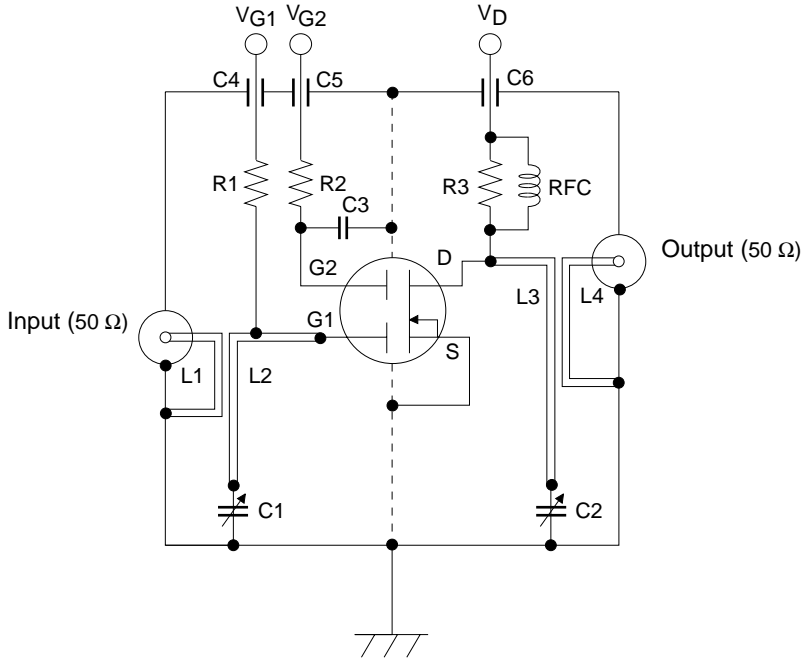 VG1 VG2 VD
C4 C5 C6
R1 R2 R3 RFC
C3
G2 D Output (50 Ω)
L3 L4
Input (50 Ω) G1
S
L1 L2
C1 C2